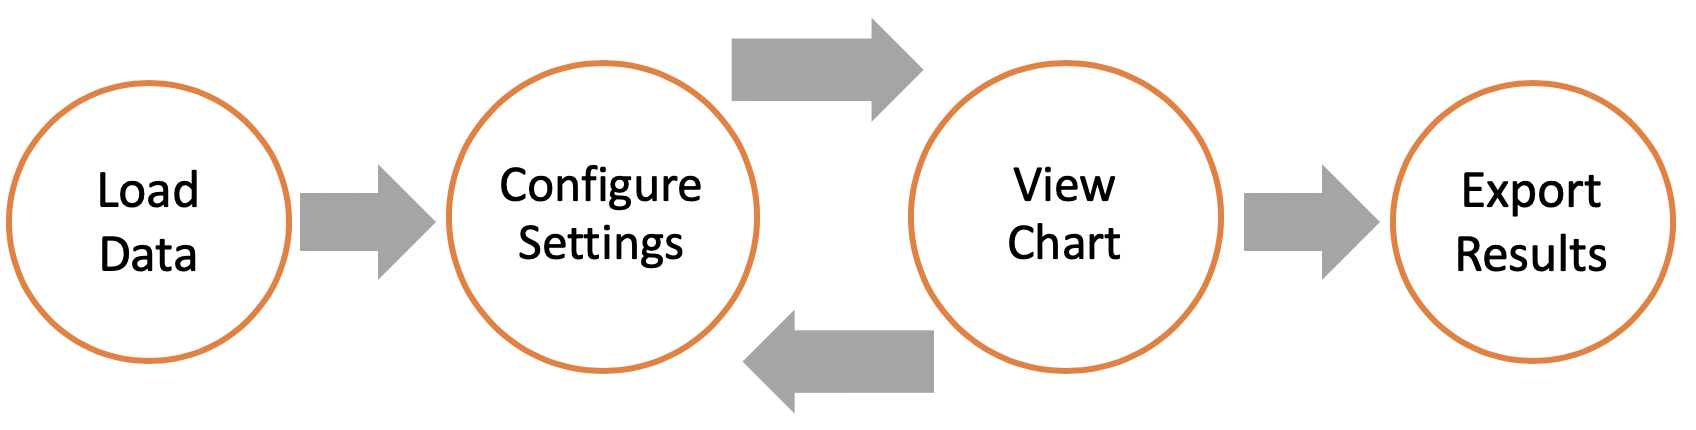 Load
Data
Configure
Settings
View
Chart
Export
Results